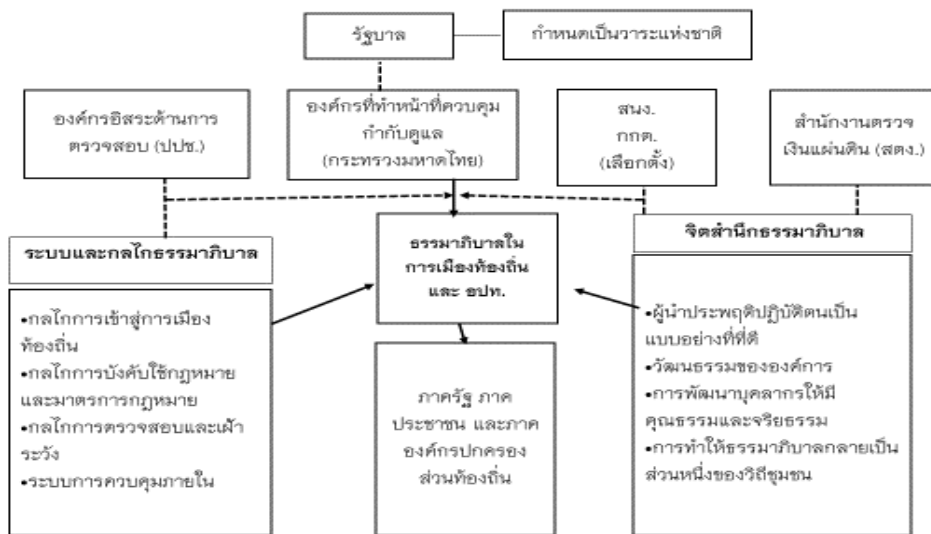 รัฐบาล
กำหนดเป็นวาระแห่งชาติ
องค์กรอิสระด้านการ
ตรวจสอบ (ปปช.)
องค์กรที่ทำหน้าที่ควบคุม
กำกับดูแล
(กระทรวงมหาดไทย)
สนง.
กกต.
(เลือกตั้ง)
สำนักงานตรวจ
เงินแผ่นดิน (สตง.)
ระบบและกลไกธรรมาภิบาล
•กลไกการเข้าสู่การเมือง
ท้องถิ่น
•กลไกการบังคับใช้กฎหมาย
และมาตรการกฎหมาย
•กลไกการตรวจสอบและเฝ้า
ระวัง
•ระบบการควบคุมภายใน
ธรรมาภิบาลใน
การเมืองท้องถิ่น
และ อปท.
ภาครัฐ ภาค
ประชาชน และภาค
องค์กรปกครอง
ส่วนท้องถิ่น
จิตสำนึกธรรมาภิบาล
•ผู้นำประพฤติปฏิบัติตนเป็น
แบบอย่างที่ที่ดี
•วัฒนธรรมขององค์การ
•การพัฒนาบุคลากรให้มี
คุณธรรมและจริยธรรม
•การทำให้ธรรมาภิบาลกลายเป็น
ส่วนหนึ่งของวิถีชุมชน